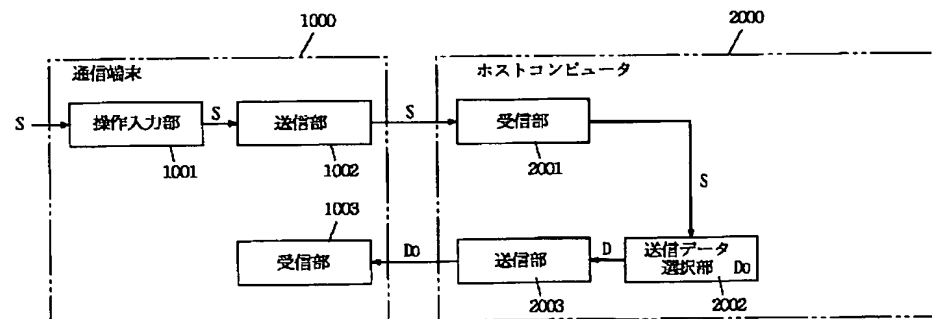 1000
2000
通信端末
ホストコンピュータ
S
操作入力部
S
送信部
S
受信部
1001
1002
2001
S
1003
受信部
Do
送信部
D
送信データ
選択部 Do
2003
2002